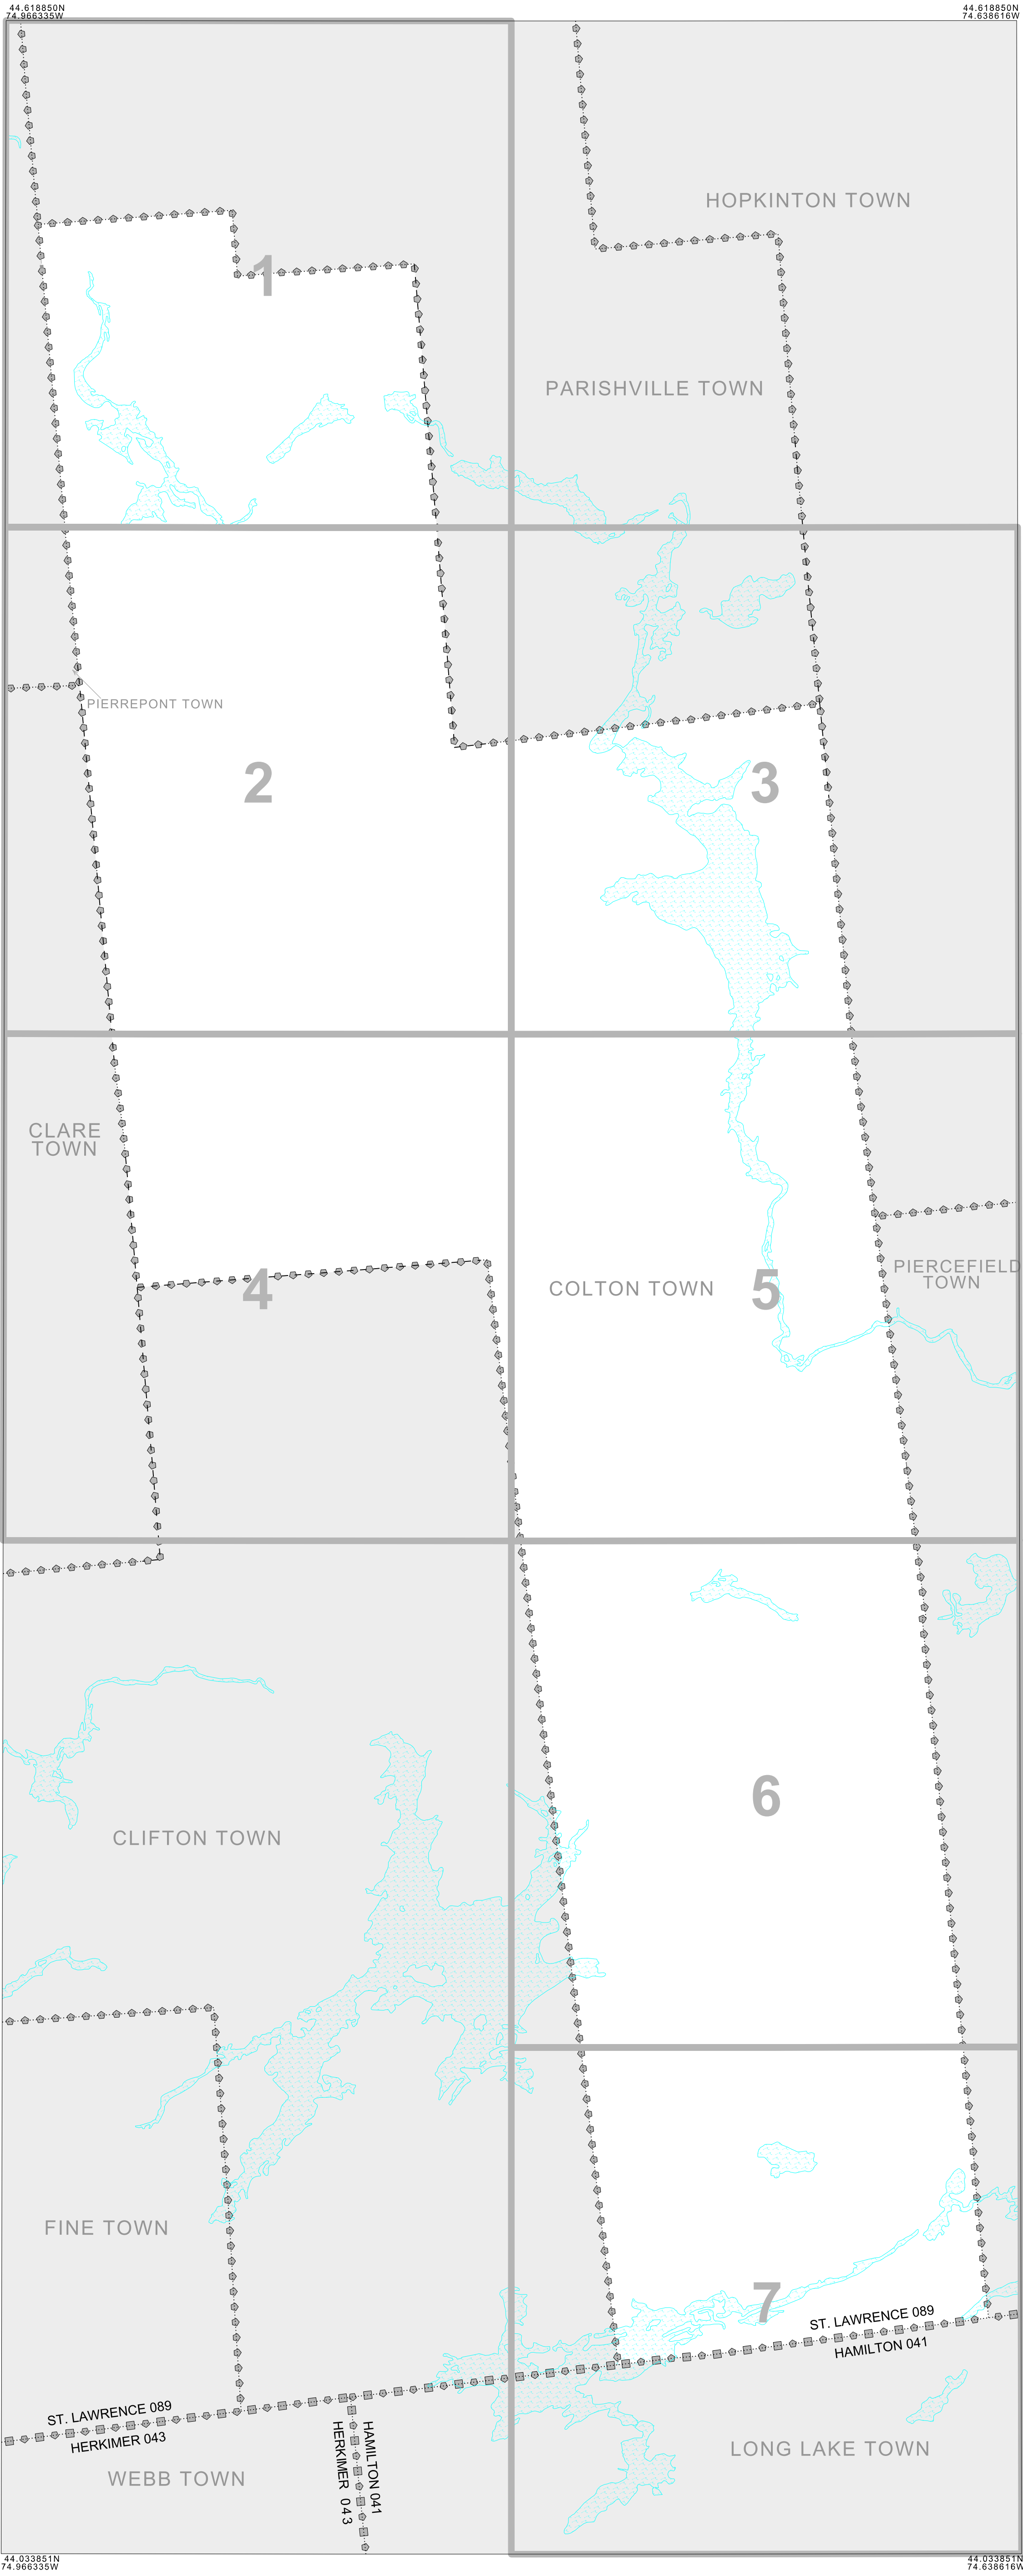 44.618850N
74.966335W
44.618850N
74.638616W
HOPKINTON TOWN
1
PARISHVILLE TOWN
PIERREPONT TOWN
2
3
CLARE
TOWN
PIERCEFIELD
TOWN
4
COLTON TOWN
5
6
CLIFTON TOWN
FINE TOWN
7
ST. LAWRENCE 089
HAMILTON 041
ST. LAWRENCE 089
HERKIMER 043
HAMILTON 041
HERKIMER 043
LONG LAKE TOWN
WEBB TOWN
44.033851N
74.966335W
44.033851N
74.638616W